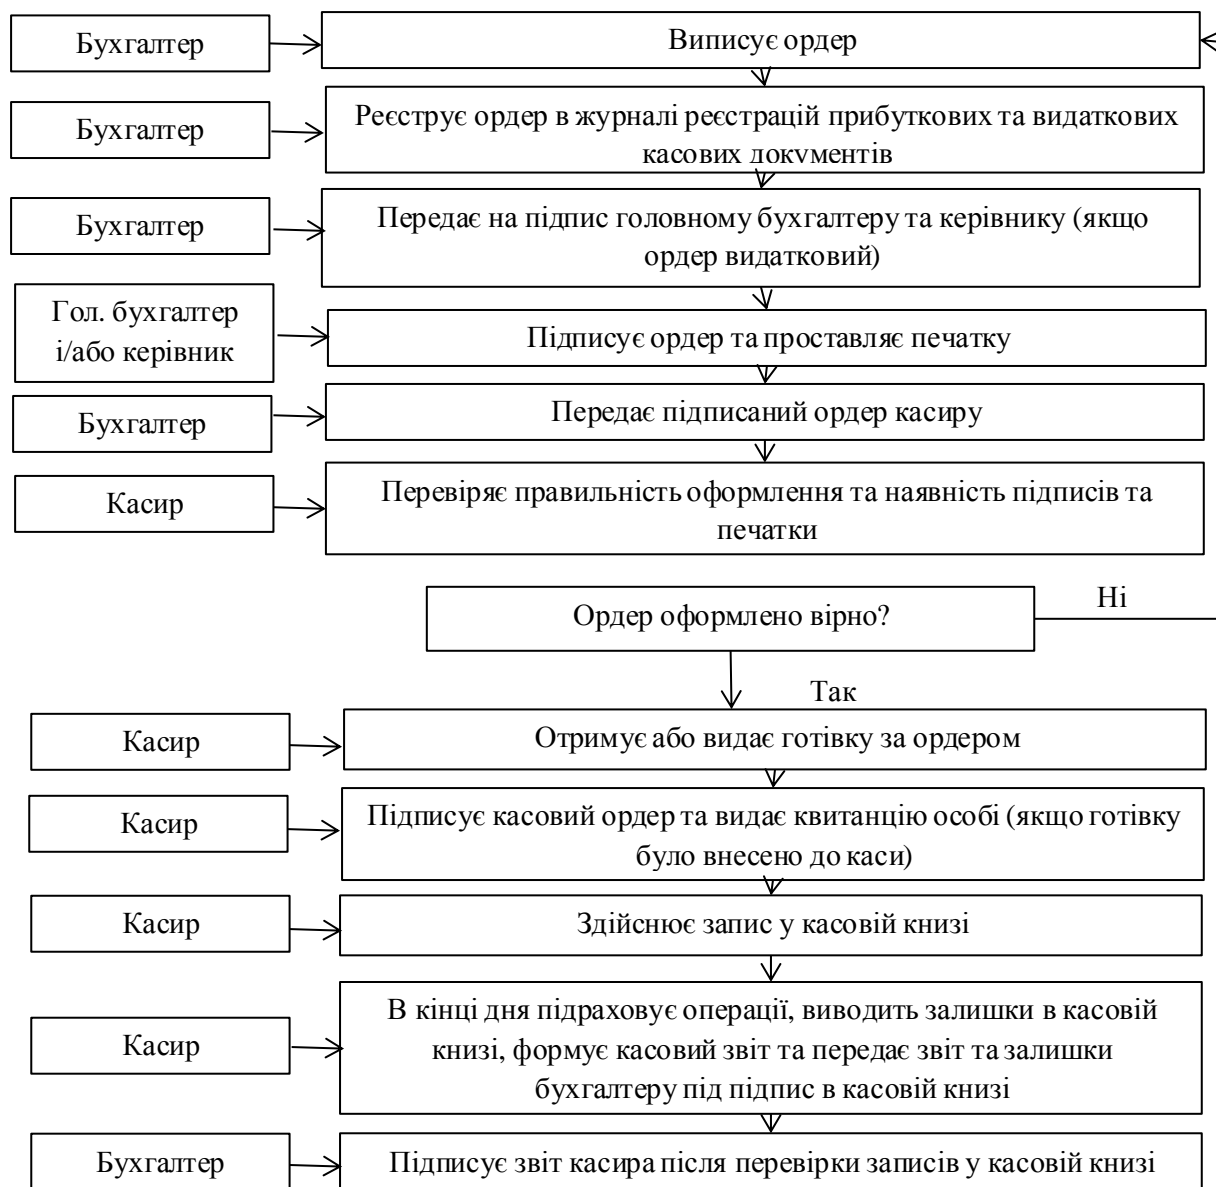 Бухгалтер
Виписує ордер
Бухгалтер
Реєструє ордер в журналі реєстрацій прибуткових та видаткових
касових документів
Бухгалтер
Передає на підпис головному бухгалтеру та керівнику (якщо
ордер видатковий)
Гол. бухгалтер
і/або керівник
Підписує ордер та проставляє печатку
Бухгалтер
Передає підписаний ордер касиру
Касир
Перевіряє правильність оформлення та наявність підписів та
печатки
Ордер оформлено вірно?
Ні
Так
Касир
Отримує або видає готівку за ордером
Касир
Підписує касовий ордер та видає квитанцію особі (якщо готівку
було внесено до каси)
Касир
Здійснює запис у касовій книзі
Касир
В кінці дня підраховує операції, виводить залишки в касовій
книзі, формує касовий звіт та передає звіт та залишки
бухгалтеру під підпис в касовій книзі
Бухгалтер
Підписує звіт касира після перевірки записів у касовій книзі